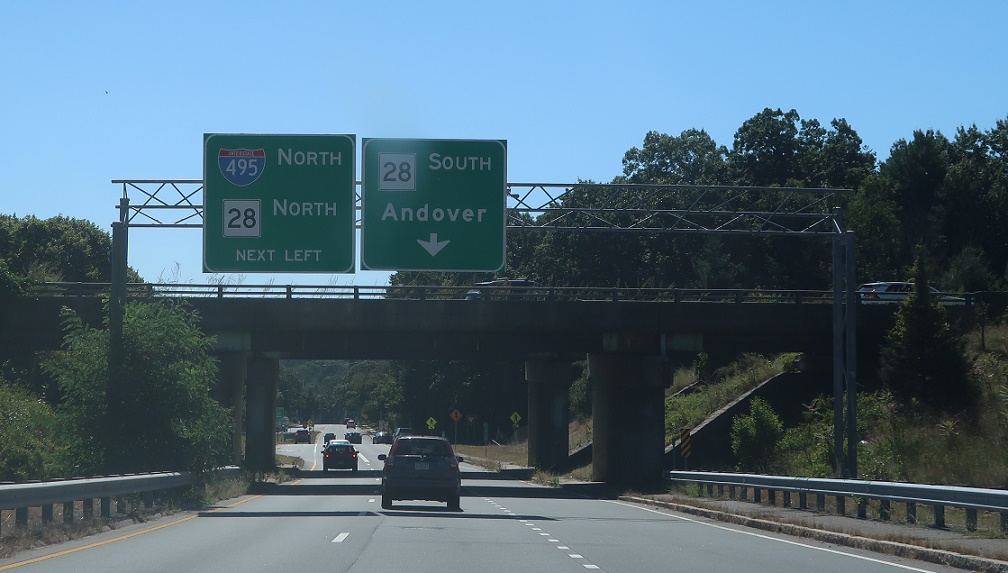 INTERSTATE
495 NORTH
28 NORTH
NEXT LEFT
28 SOUTH
Andover